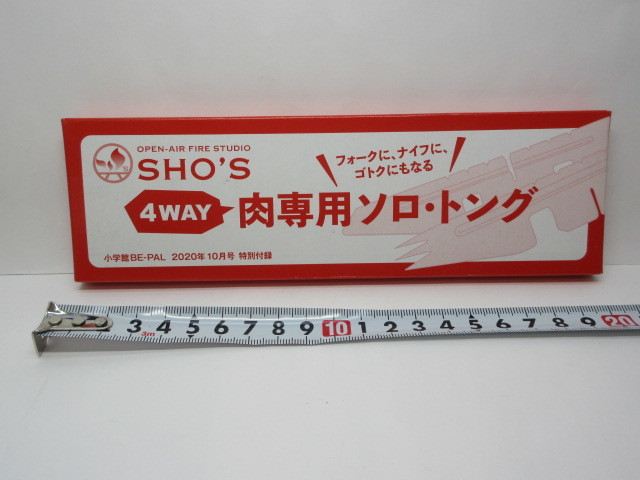 OPEN-AIR FIRE STUDIO
SHO'S
フォークに、ナイフに、
ゴトクにもなる
4WAY 肉専用ソロ・トング
小学館BE-PAL 2020年10月号 特別付録
3 4 5 6 7 8 9 10 1 2 3 4 5 6 7 8 9 20
3m